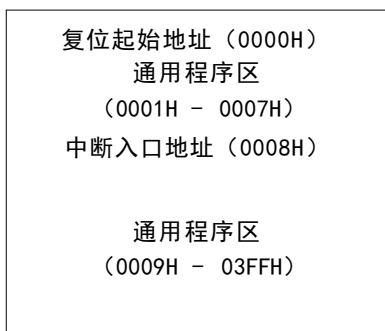 复位起始地址（0000H）
通用程序区
（0001H - 0007H）
中断入口地址（0008H）
通用程序区
（0009H - 03FFH）